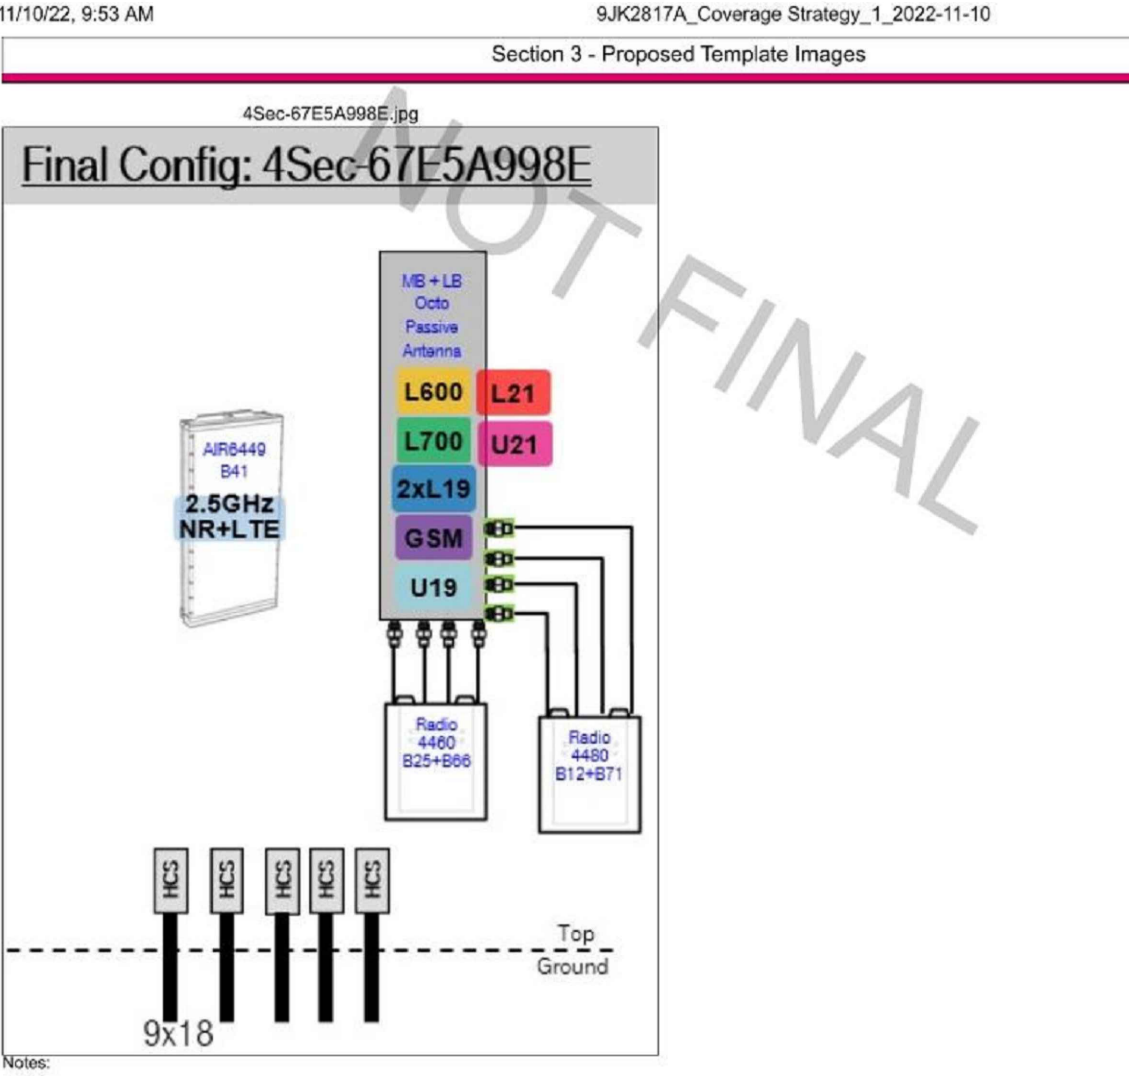 11/10/22, 9:53 AM
9JK2817A_Coverage Strategy_1_2022-11-10
Section 3 - Proposed Template Images
4Sec-67E5A998E.jpg
Final Config: 4Sec-67E5A998E
NOT FINAL
MB + LB
Octo
Passive
Antenna
L600
L21
L700
U21
2xL19
GSM
U19
AIR6449
B41
2.5GHz
NR+LTE
Radio
4460
B25+B66
Radio
4480
B12+B71
HCS
HCS
HCS
HCS
HCS
Top
Ground
9x18
Notes: